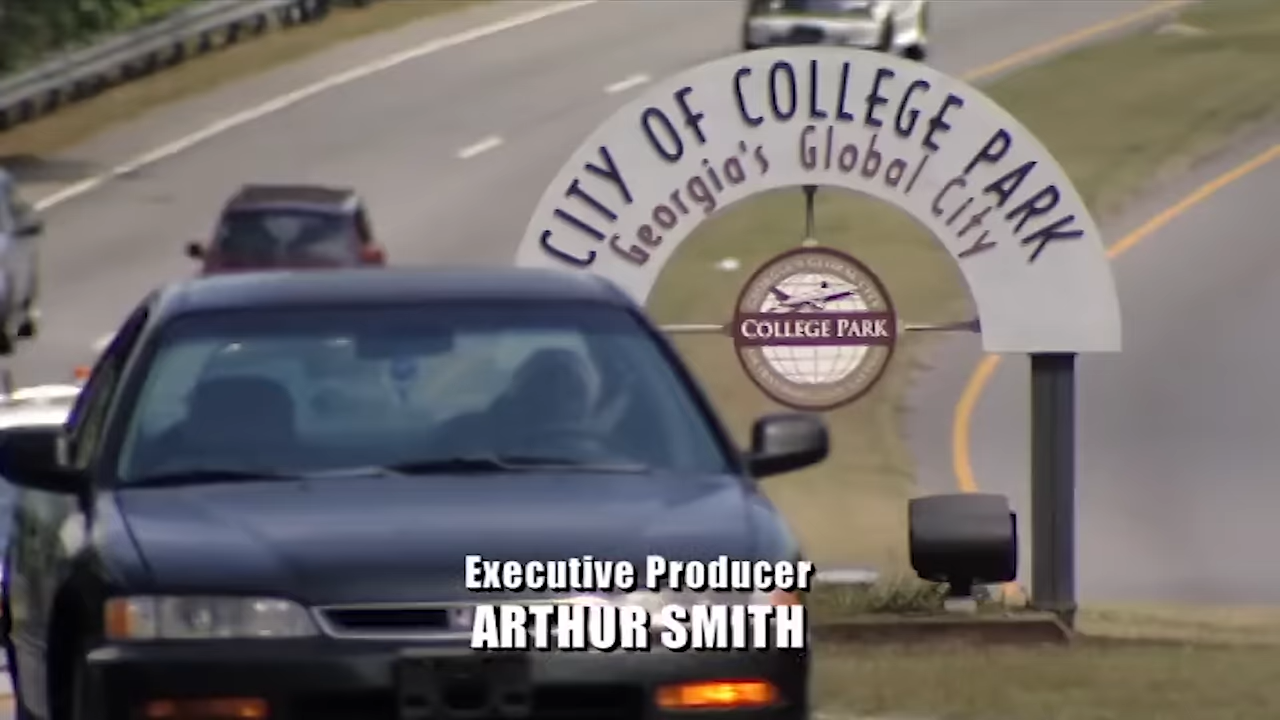 CITY OF COLLEGE PARK
Georgia's Global City
COLLEGE PARK
Executive Producer
ARTHUR SMITH